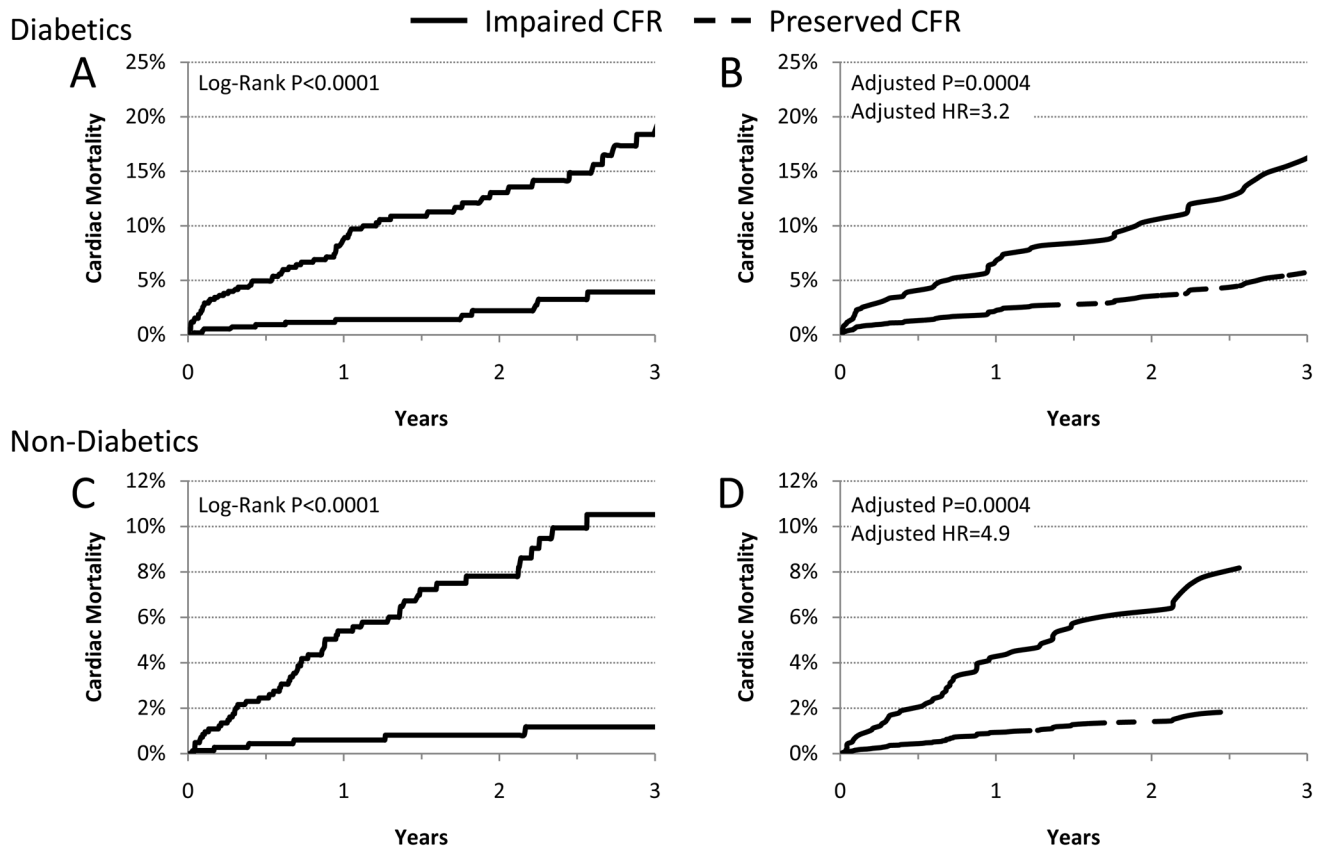 Impaired CFR Preserved CFR
Diabetics
A
25%
20%
15%
10%
5%
0%
Cardiac Mortality
Log-Rank P<0.0001
0 1 2 3
Years
B
25%
20%
15%
10%
5%
0%
Cardiac Mortality
Adjusted P=0.0004
Adjusted HR=3.2
0 1 2 3
Years
Non-Diabetics
C
12%
10%
8%
6%
4%
2%
0%
Cardiac Mortality
Log-Rank P<0.0001
0 1 2 3
Years
D
12%
10%
8%
6%
4%
2%
0%
Cardiac Mortality
Adjusted P=0.0004
Adjusted HR=4.9
0 1 2 3
Years